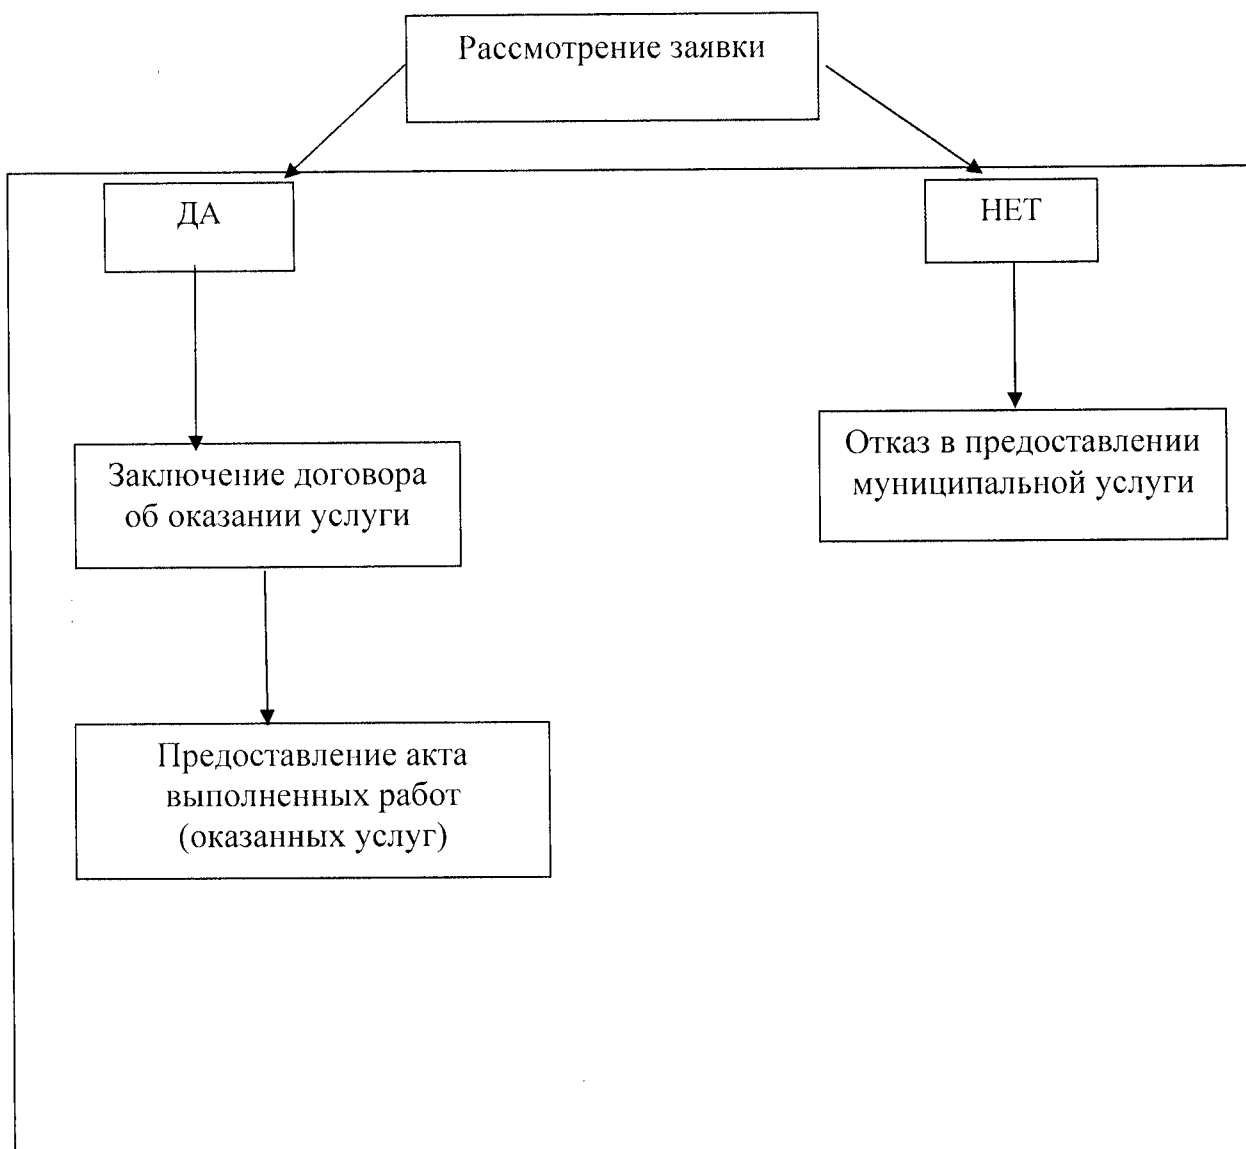 Рассмотрение заявки
ДА
НЕТ
Заключение договора
об оказании услуги
Отказ в предоставлении
муниципальной услуги
Предоставление акта
выполненных работ
(оказанных услуг)